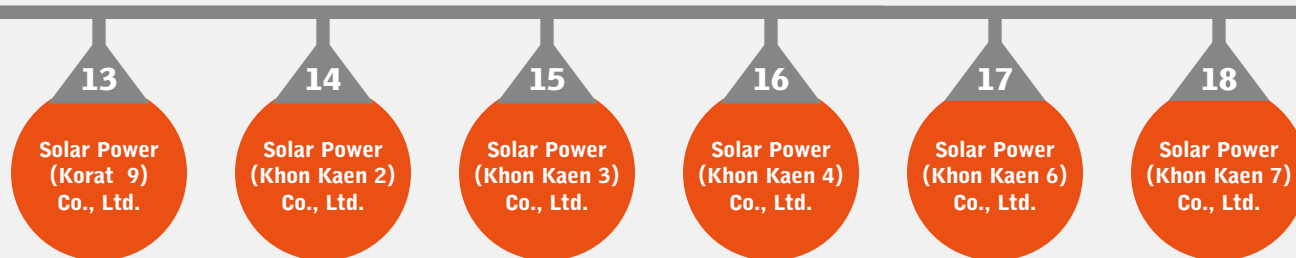 13
Solar Power
(Korat 9)
Co., Ltd.
14
Solar Power
(Khon Kaen 2)
Co., Ltd.
15
Solar Power
(Khon Kaen 3)
Co., Ltd.
16
Solar Power
(Khon Kaen 4)
Co., Ltd.
17
Solar Power
(Khon Kaen 6)
Co., Ltd.
18
Solar Power
(Khon Kaen 7)
Co., Ltd.